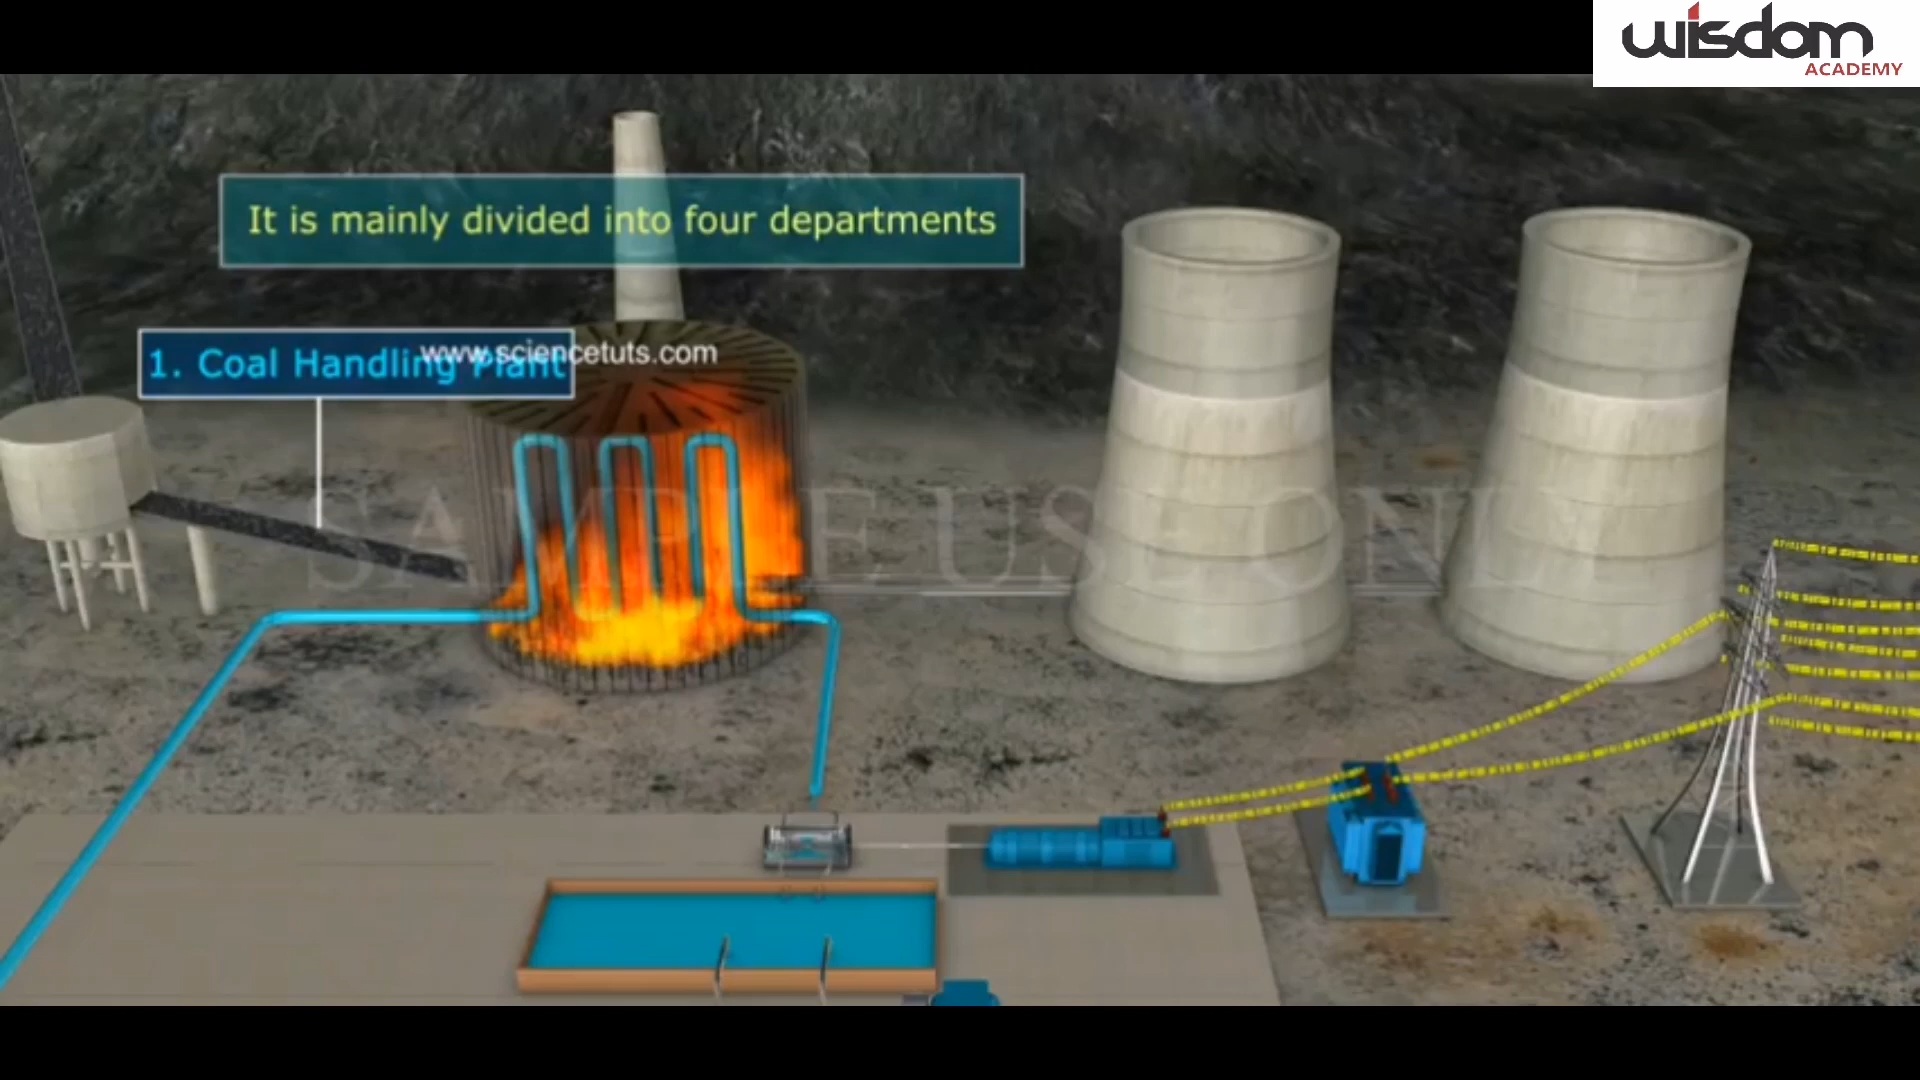 wisdom
ACADEMY
It is mainly divided into four departments
1. Coal Handling Plant
www.sciencetuts.com
SAMPLE USE ONLY